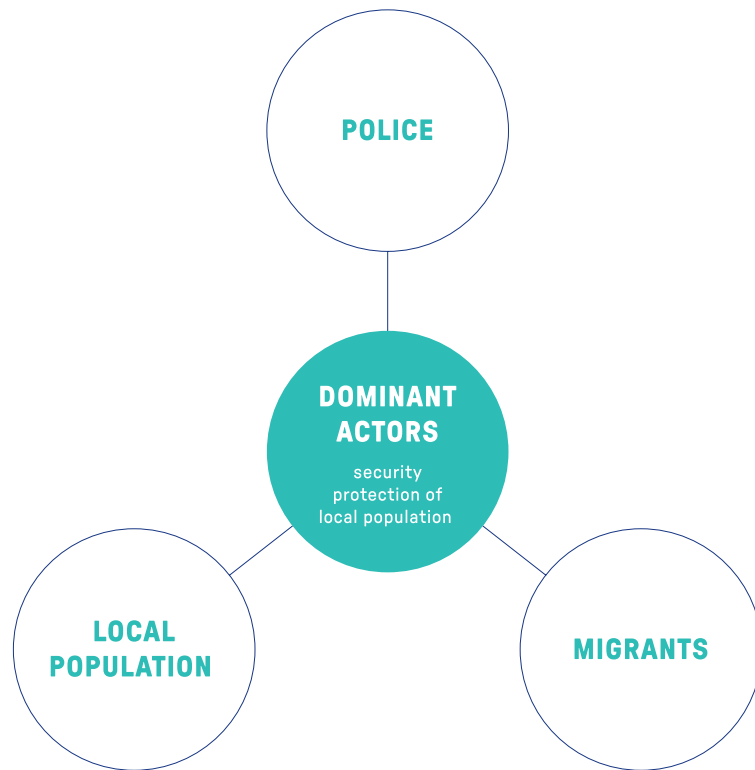 POLICE
DOMINANT
ACTORS
security
protection of
local population
LOCAL
POPULATION
MIGRANTS